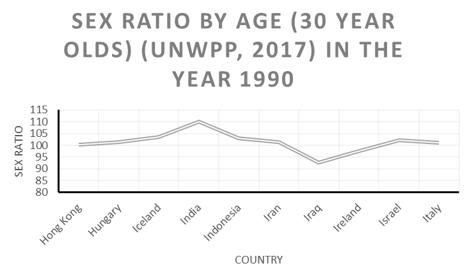 SEX RATIO BY AGE (30 YEAR
OLDS) (UNWPP, 2017) IN THE
YEAR 1990
115
110
105
100
95
90
85
80
SEX RATIO
Hong Kong
Hungary
Iceland
India
Indonesia
Iran
Iraq
Ireland
Israel
Italy
COUNTRY